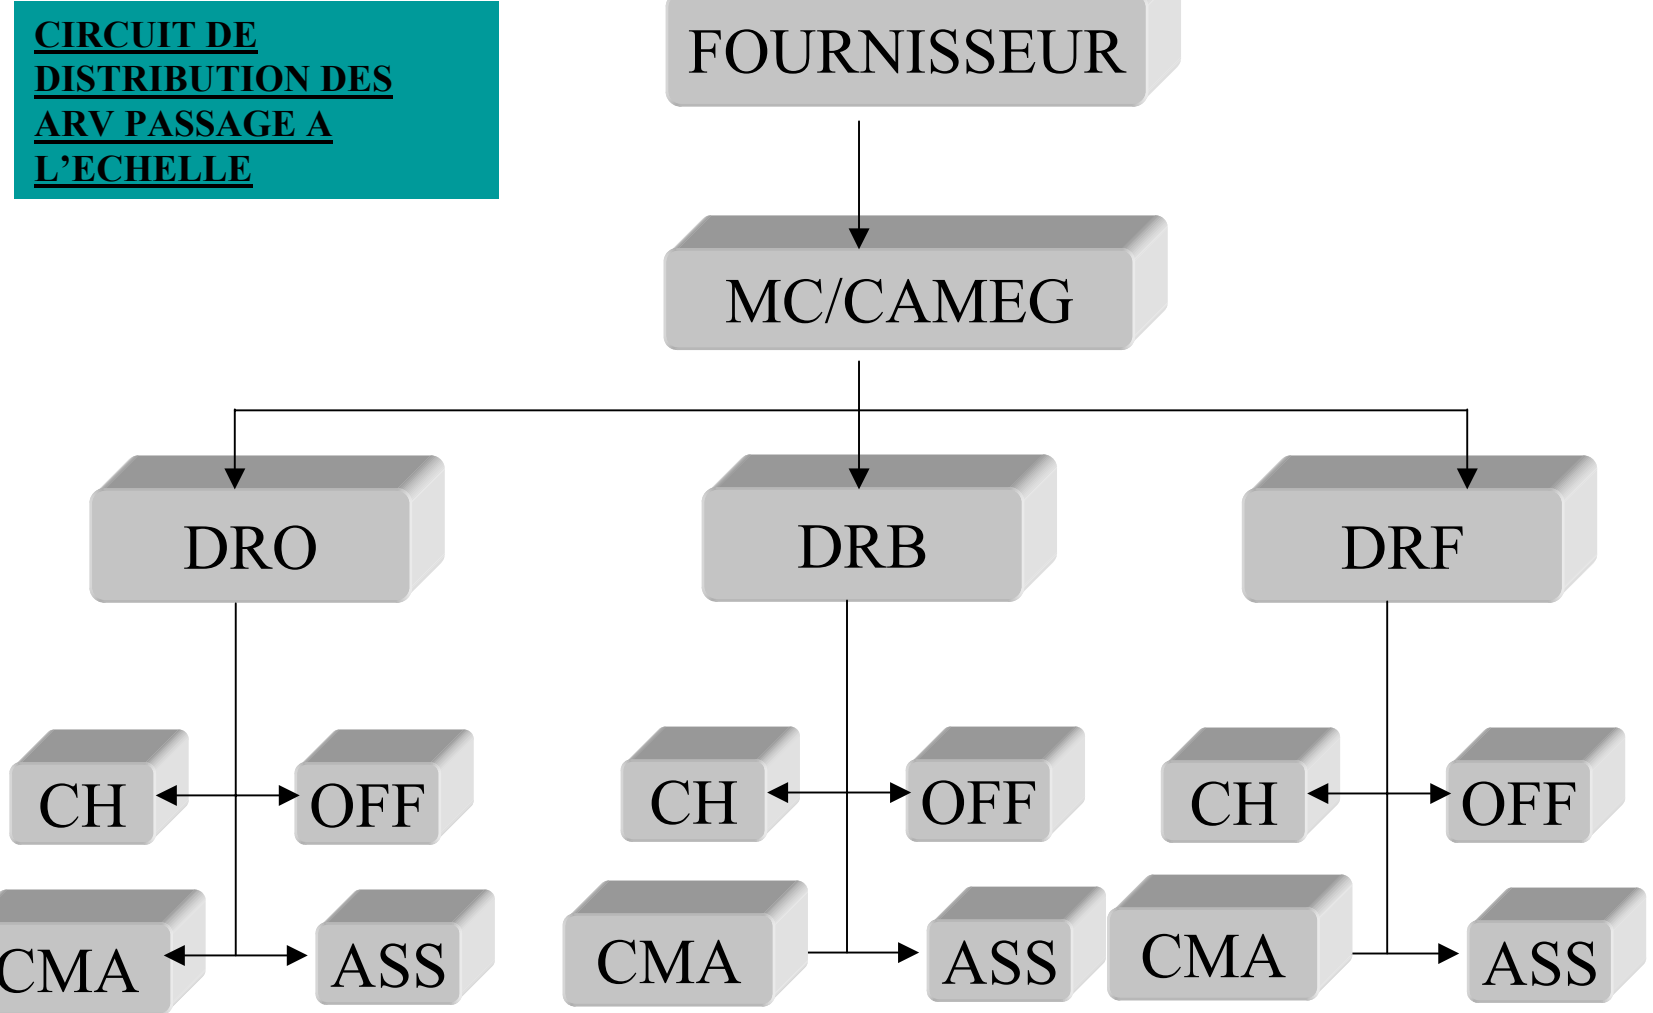 CIRCUIT DE
DISTRIBUTION DES
ARV PASSAGE A
L’ECHELLE
FOURNISSEUR
MC/CAMEG
DRO
DRB
DRF
CH
OFF
CH
OFF
CH
OFF
CMA
ASS
CMA
ASS
CMA
ASS